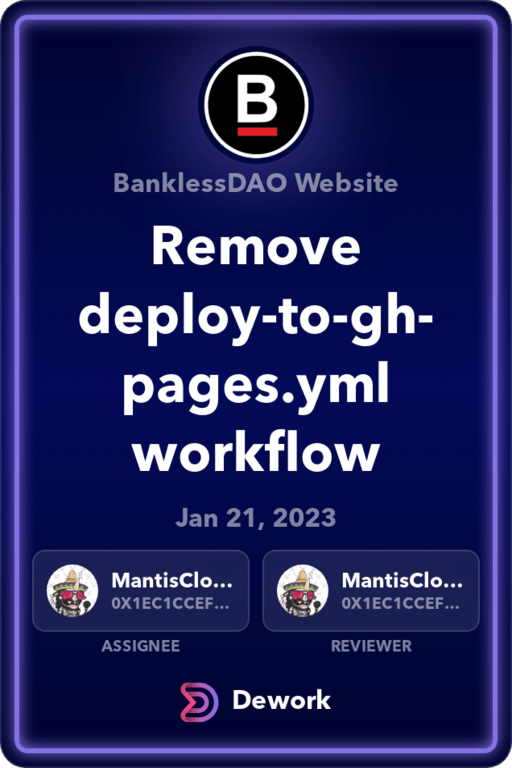 B
BanklessDAO Website
Remove
deploy-to-gh-
pages.yml
workflow
Jan 21, 2023
MantisClo...
0X1EC1CCEF...
ASSIGNEE
MantisClo...
0X1EC1CCEF...
REVIEWER
Dework